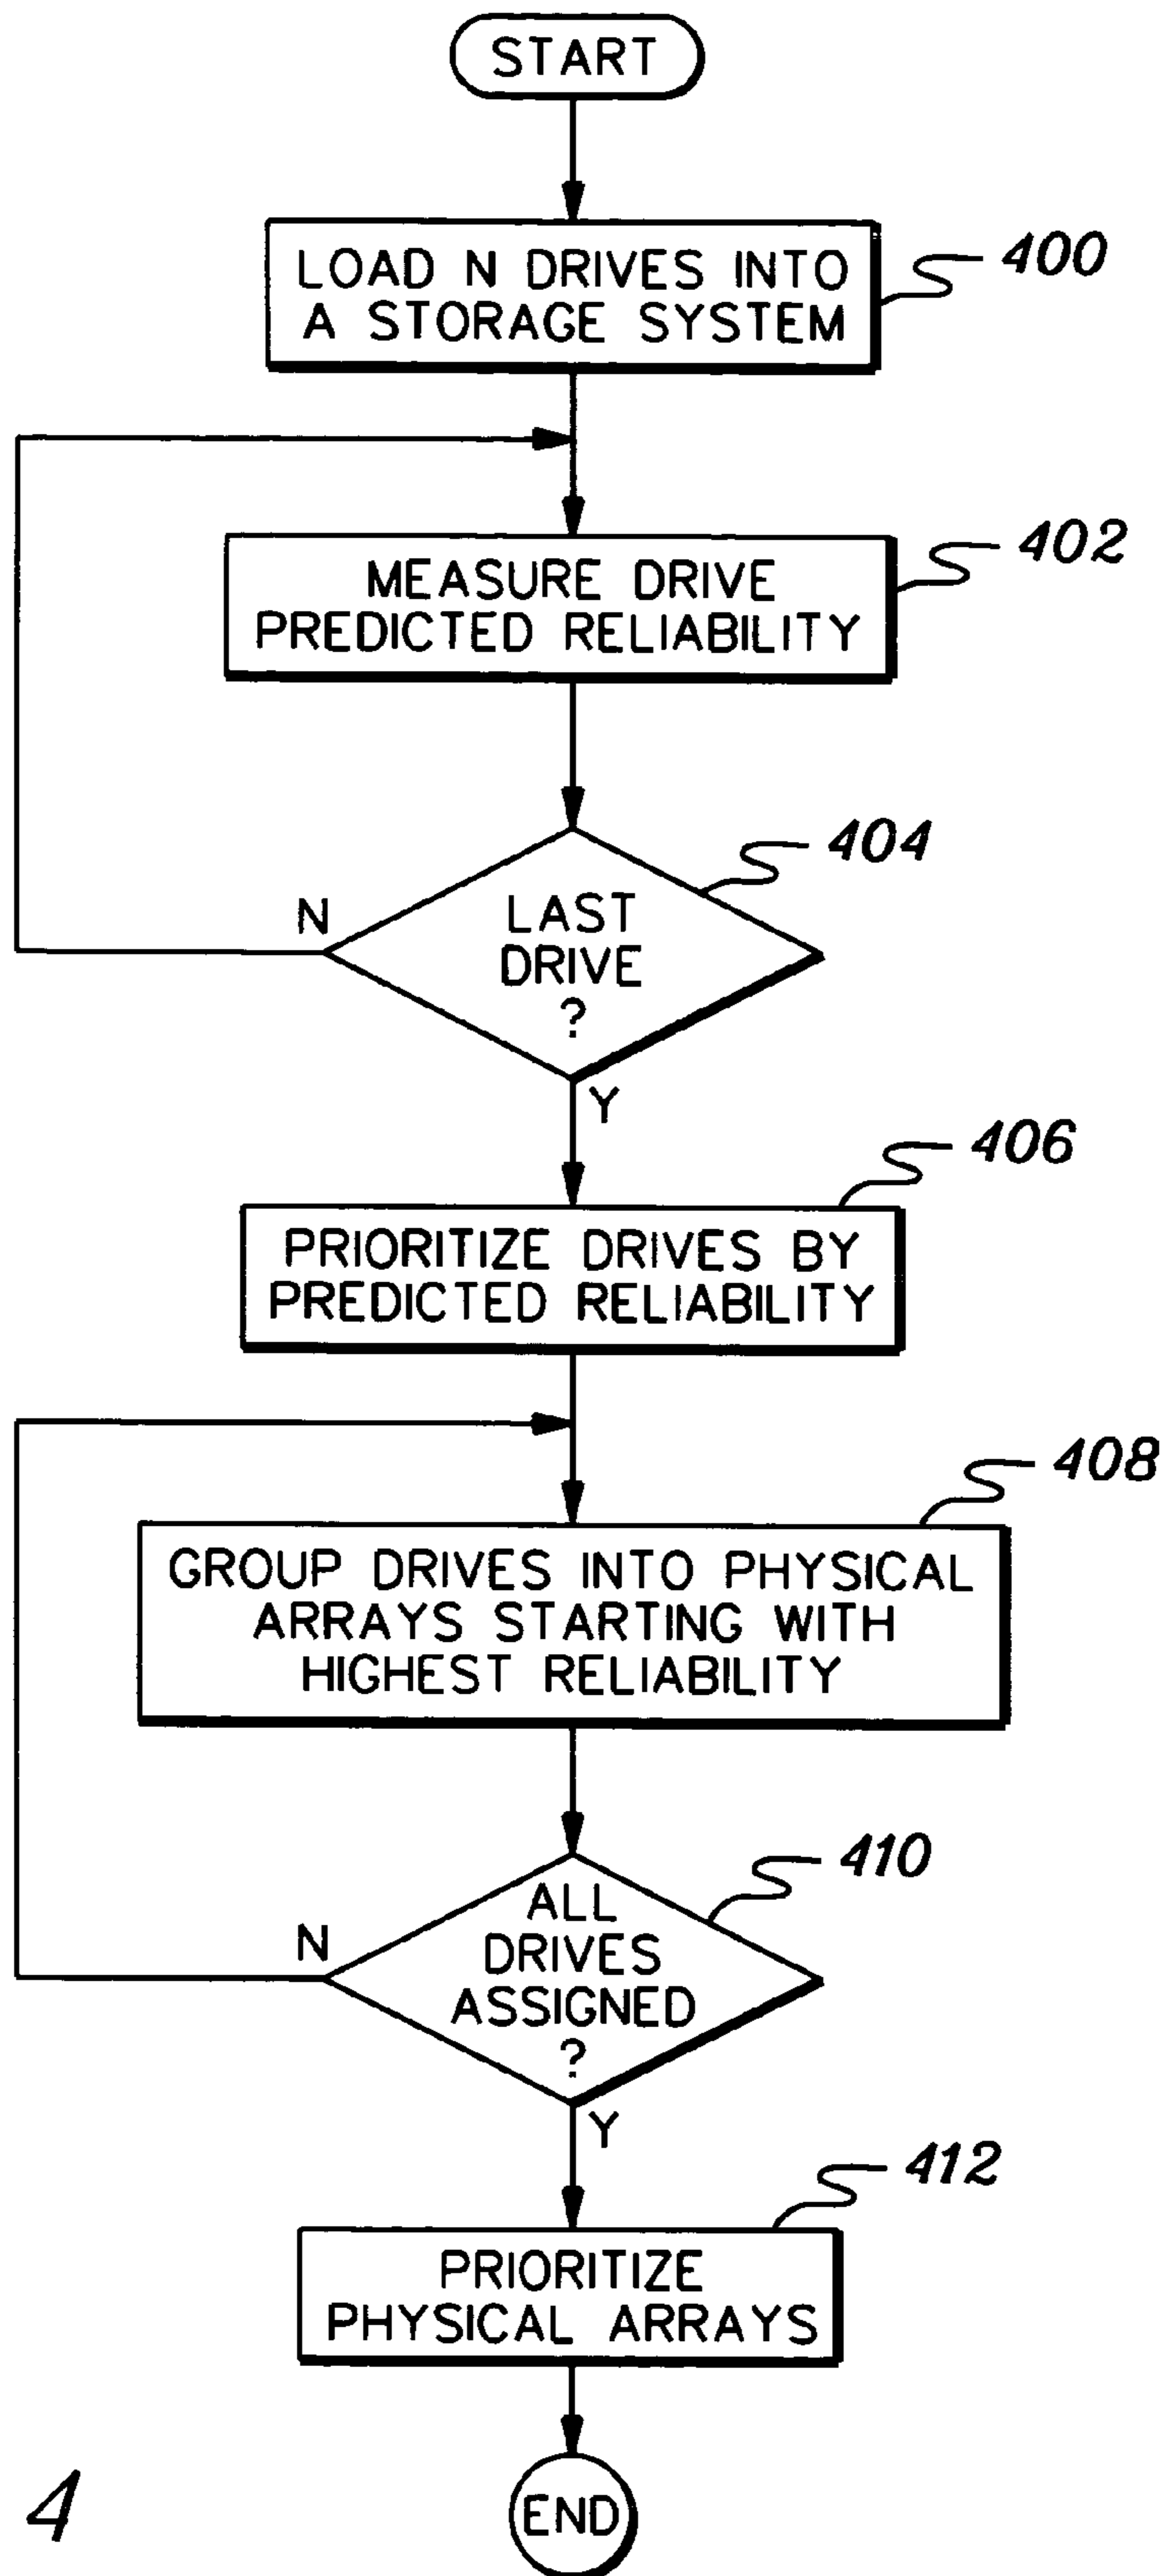 START
LOAD N DRIVES INTO
A STORAGE SYSTEM
400
MEASURE DRIVE
PREDICTED RELIABILITY
402
LAST
DRIVE
?
404
N
Y
PRIORITIZE DRIVES BY
PREDICTED RELIABILITY
406
GROUP DRIVES INTO PHYSICAL
ARRAYS STARTING WITH
HIGHEST RELIABILITY
408
ALL
DRIVES
ASSIGNED
?
410
N
Y
PRIORITIZE
PHYSICAL ARRAYS
412
END
4